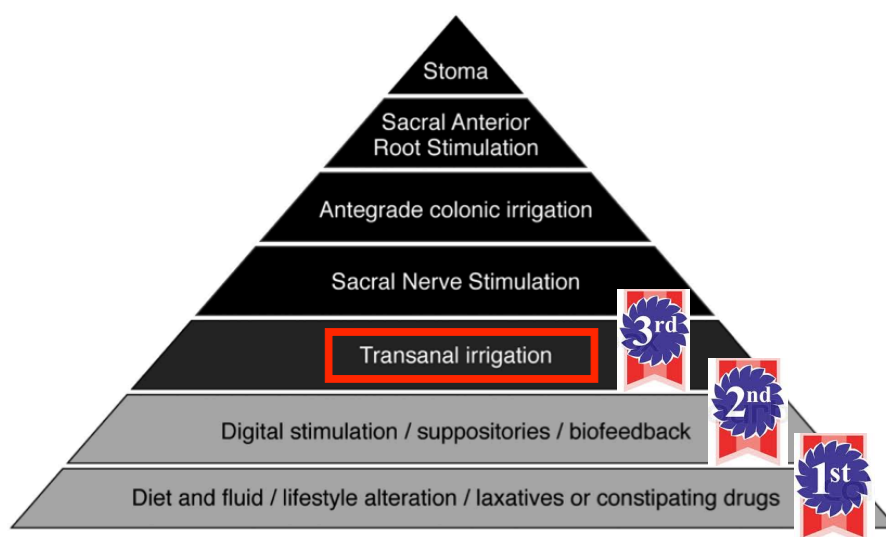 Stoma
Sacral Anterior
Root Stimulation
Antegrade colonic irrigation
Sacral Nerve Stimulation
Transanal irrigation
3rd
Digital stimulation / suppositories / biofeedback
2nd
Diet and fluid / lifestyle alteration / laxatives or constipating drugs
1st